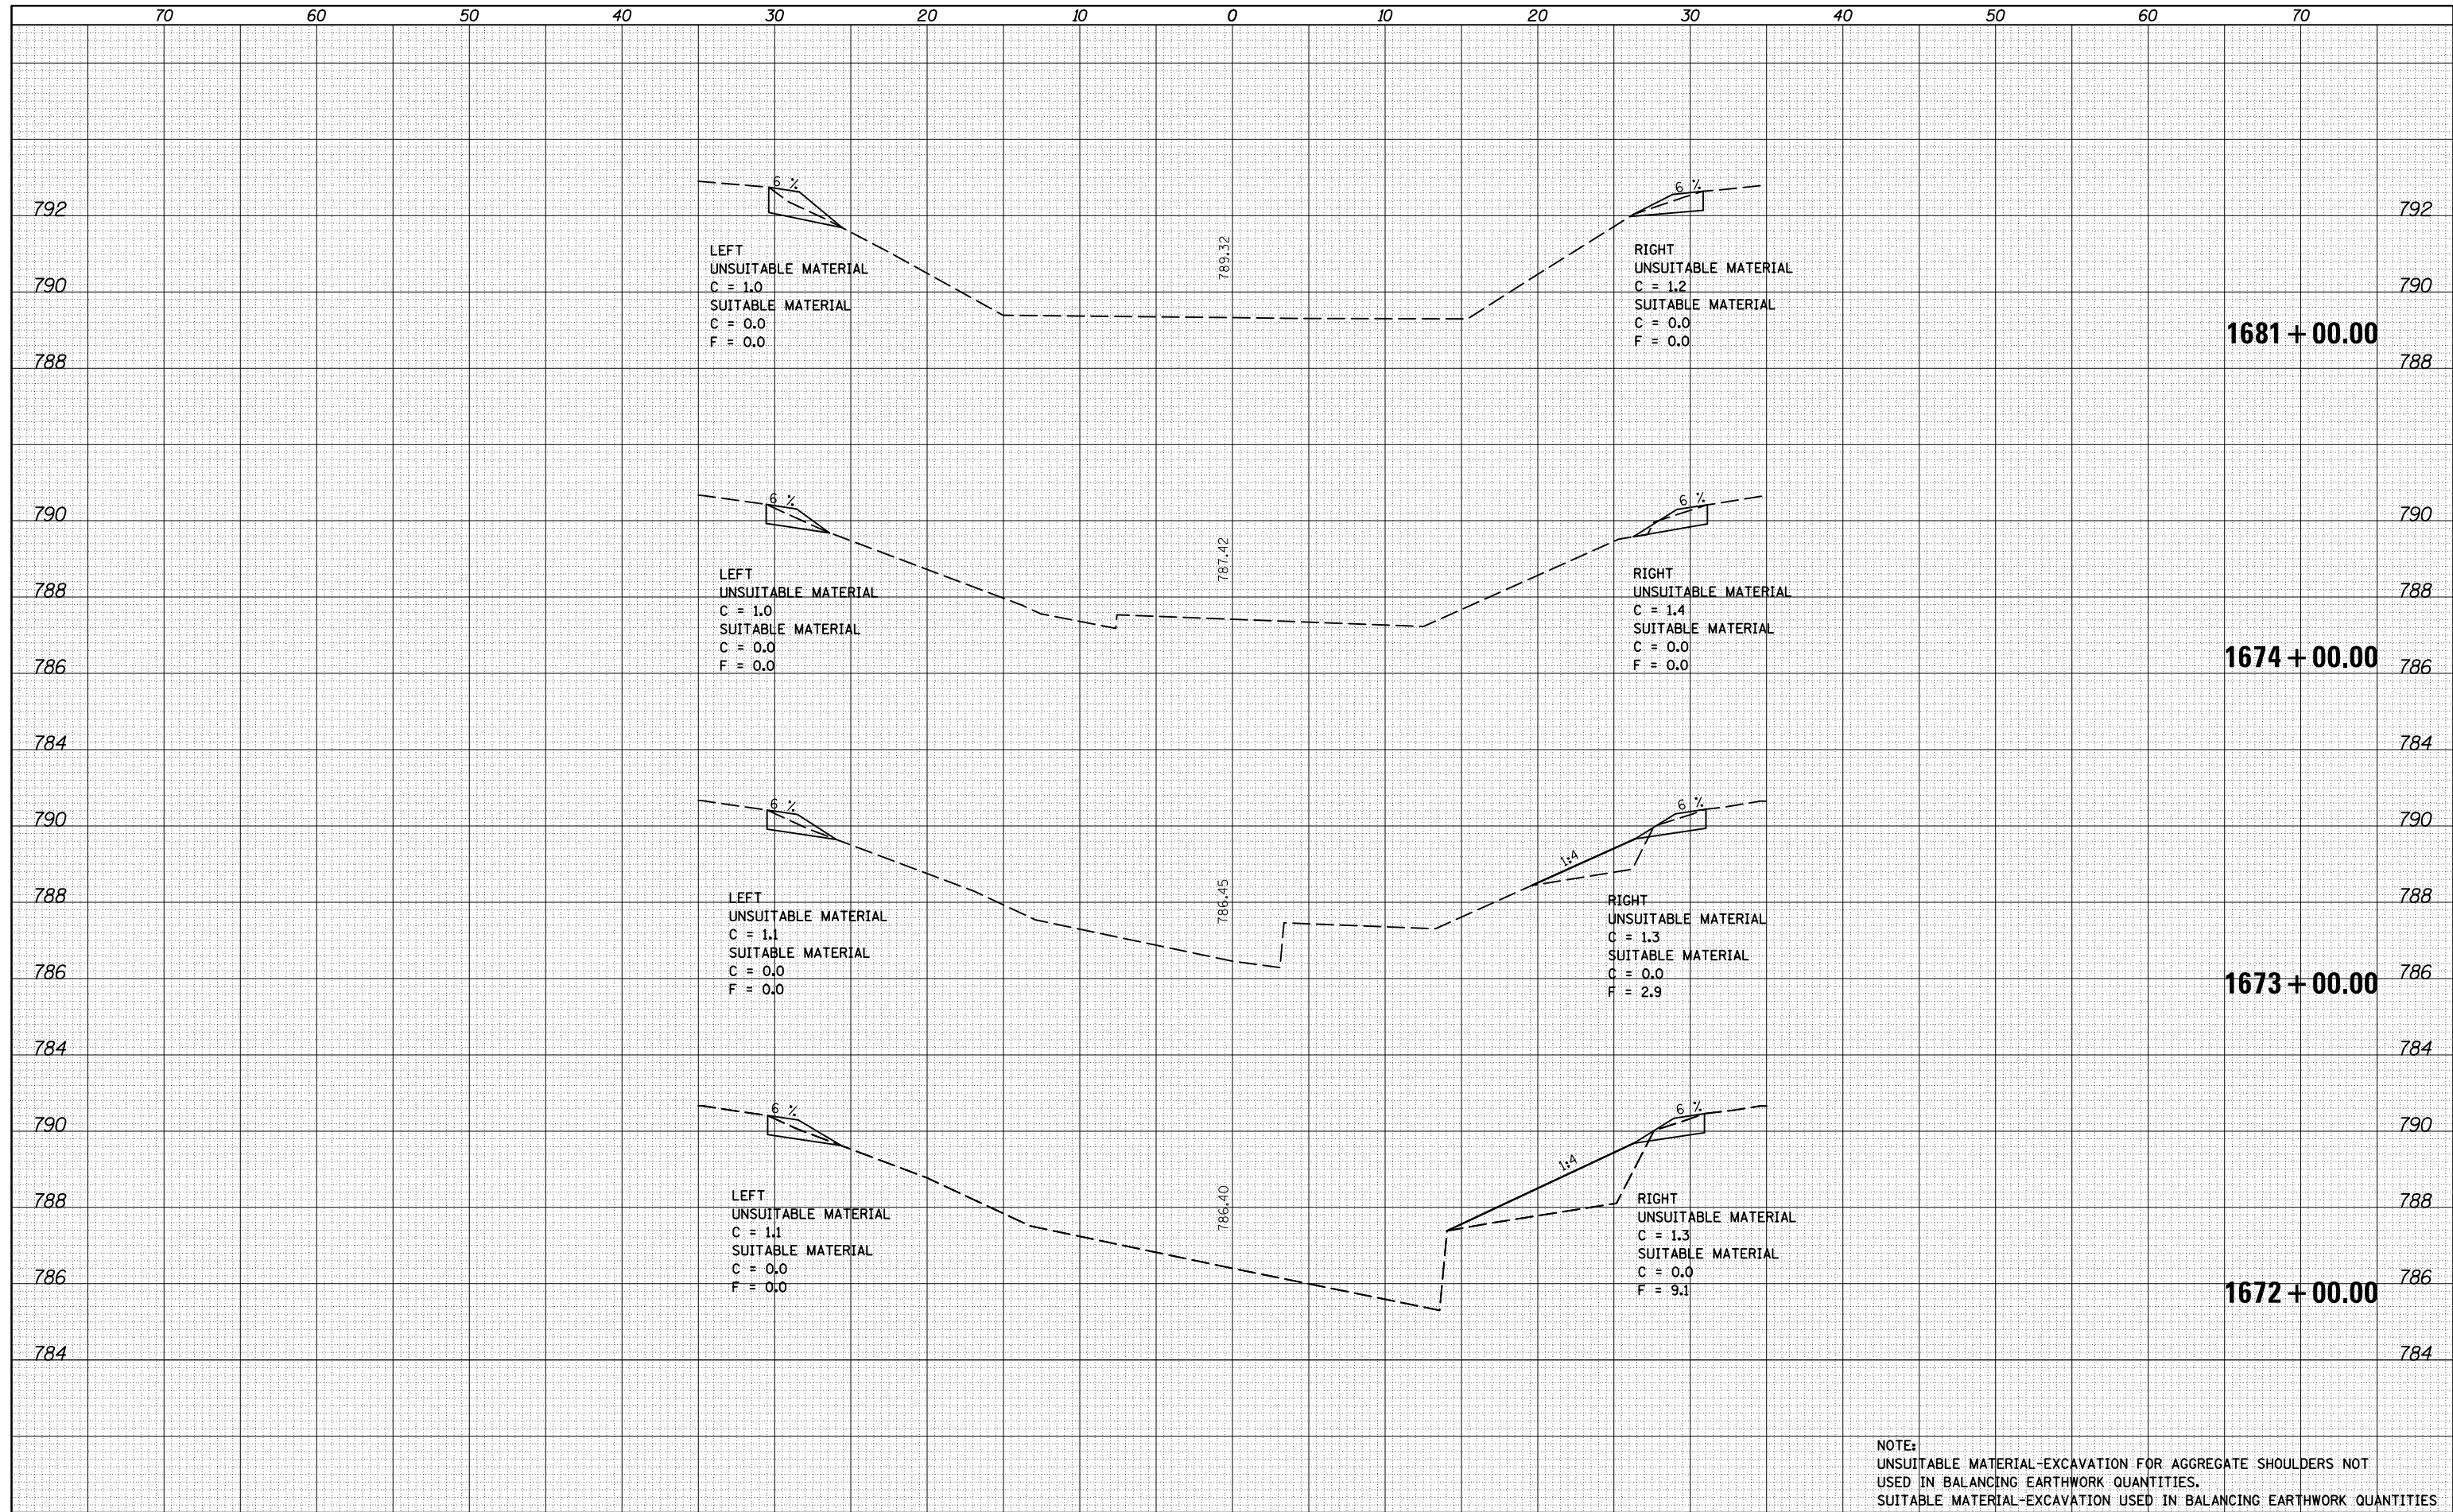 70 60 50 40 30 20 10 0 10 20 30 40 50 60 70
6 % 6 %
792 792
789.32
LEFT
UNSUITABLE MATERIAL
C = 1.0
SUITABLE MATERIAL
C = 0.0
F = 0.0
RIGHT
UNSUITABLE MATERIAL
C = 1.2
SUITABLE MATERIAL
C = 0.0
F = 0.0
790 790
1681+00.00
788 788
6 % 6 %
790 790
787.42
LEFT
UNSUITABLE MATERIAL
C = 1.0
SUITABLE MATERIAL
C = 0.0
F = 0.0
RIGHT
UNSUITABLE MATERIAL
C = 1.4
SUITABLE MATERIAL
C = 0.0
F = 0.0
788 788
1674+00.00
786 786
784 784
6 % 6 %
790 790
1:4
786.45
LEFT
UNSUITABLE MATERIAL
C = 1.1
SUITABLE MATERIAL
C = 0.0
F = 0.0
RIGHT
UNSUITABLE MATERIAL
C = 1.3
SUITABLE MATERIAL
C = 0.0
F = 2.9
788 788
1673+00.00
786 786
784 784
6 % 6 %
790 790
1:4
786.40
LEFT
UNSUITABLE MATERIAL
C = 1.1
SUITABLE MATERIAL
C = 0.0
F = 0.0
RIGHT
UNSUITABLE MATERIAL
C = 1.3
SUITABLE MATERIAL
C = 0.0
F = 9.1
788 788
786 786
1672+00.00
784 784
NOTE:
UNSUITABLE MATERIAL-EXCAVATION FOR AGGREGATE SHOULDERS NOT
USED IN BALANCING EARTHWORK QUANTITIES.
SUITABLE MATERIAL-EXCAVATION USED IN BALANCING EARTHWORK QUANTITIES